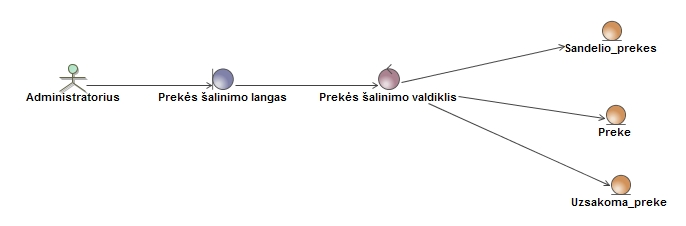 Sandelio_prekes
Administratorius
Prekės šalinimo langas
Prekės šalinimo valdiklis
Preke
Uzsakoma_preke